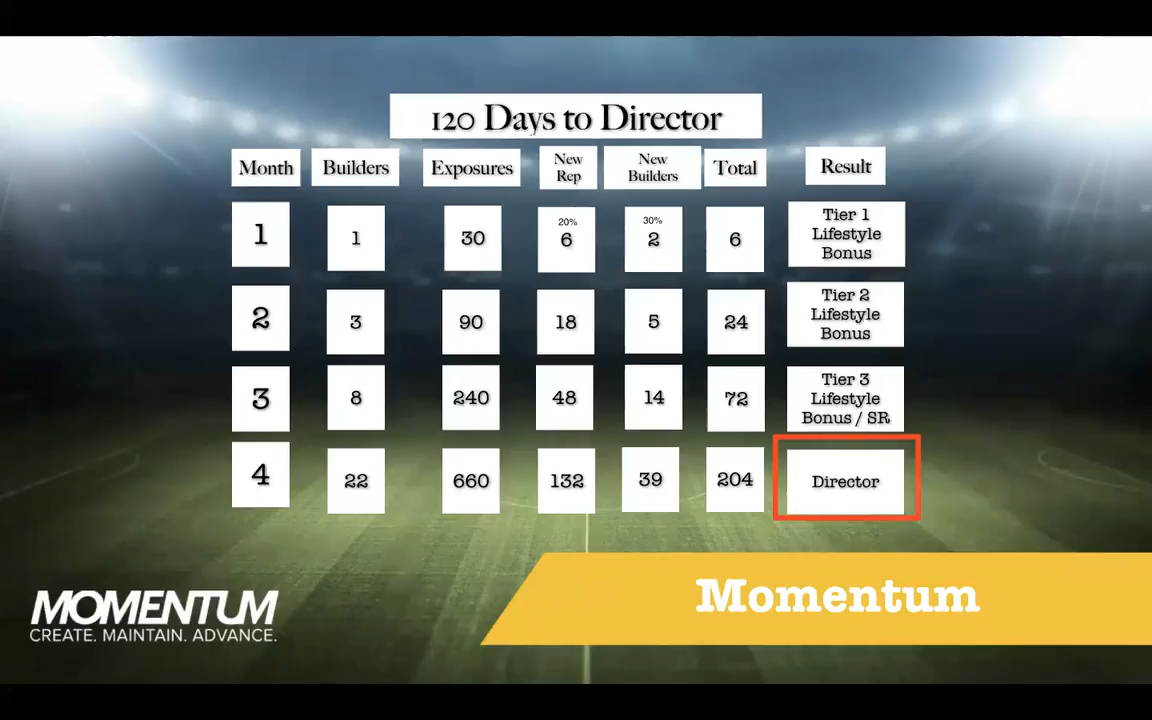 120 Days to Director
Month Builders Exposures New Rep New Builders Total Result
1 1 30 20% 6 30% 2 6 Tier 1 Lifestyle Bonus
2 3 90 18 5 24 Tier 2 Lifestyle Bonus
3 8 240 48 14 72 Tier 3 Lifestyle Bonus / SR
4 22 660 132 39 204 Director
Momentum
MOMENTUM
CREATE. MAINTAIN. ADVANCE.